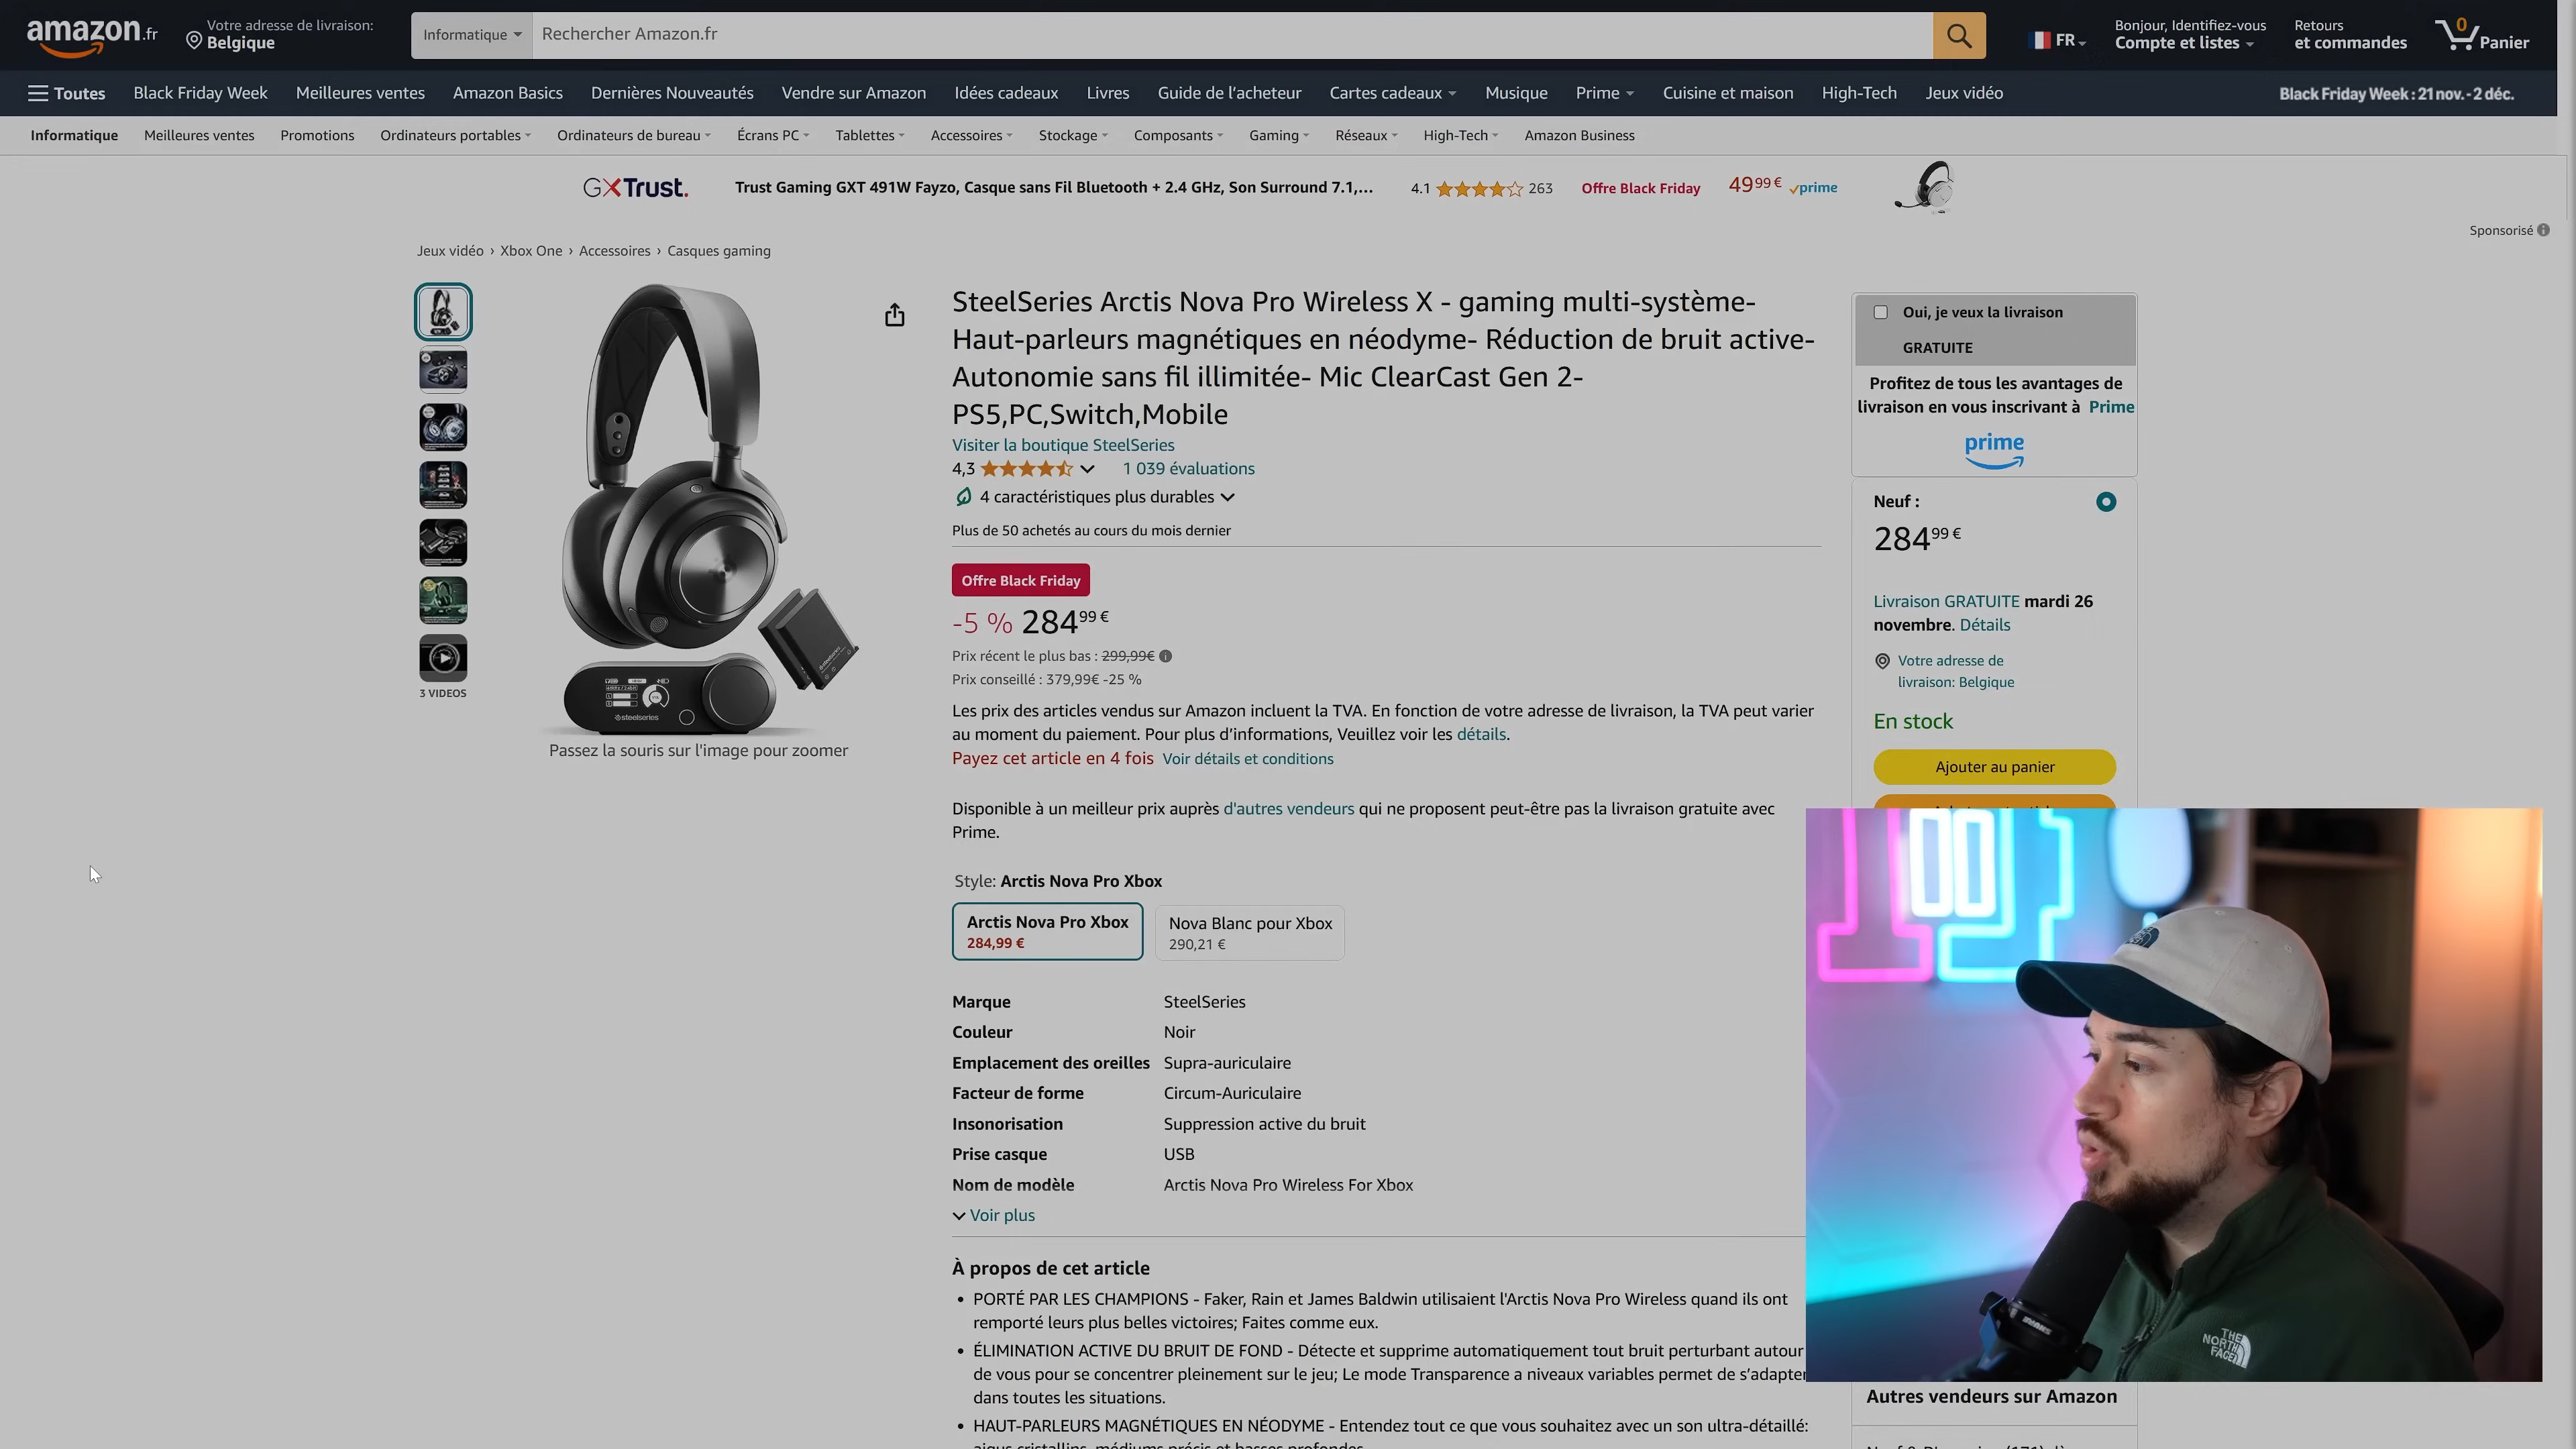 amazon.fr
Votre adresse de livraison:
Belgique
Informatique
Rechercher Amazon.fr
FR
Bonjour, Identifiez-vous
Compte et listes
Retours
et commandes
0
Panier
Toutes
Black Friday Week
Meilleures ventes
Amazon Basics
Dernières Nouveautés
Vendre sur Amazon
Idées cadeaux
Livres
Guide de l’acheteur
Cartes cadeaux
Musique
Prime
Cuisine et maison
High-Tech
Jeux vidéo
Black Friday Week : 21 nov. - 2 déc.
Informatique
Meilleures ventes
Promotions
Ordinateurs portables
Ordinateurs de bureau
Écrans PC
Tablettes
Accessoires
Stockage
Composants
Gaming
Réseaux
High-Tech
Amazon Business
GXTrust.
Trust Gaming GXT 491W Fayzo, Casque sans Fil Bluetooth + 2.4 GHz, Son Surround 7.1,...
4.1
263
Offre Black Friday
49 99 €
prime
Sponsorisé
Jeux vidéo › Xbox One › Accessoires › Casques gaming
3 VIDEOS
steelseries
Passez la souris sur l'image pour zoomer
SteelSeries Arctis Nova Pro Wireless X - gaming multi-système-
Haut-parleurs magnétiques en néodyme- Réduction de bruit active-
Autonomie sans fil illimitée- Mic ClearCast Gen 2-
PS5,PC,Switch,Mobile
Visiter la boutique SteelSeries
4,3
1 039 évaluations
4 caractéristiques plus durables
Plus de 50 achetés au cours du mois dernier
Offre Black Friday
-5 % 284 99 €
Prix récent le plus bas : 299,99€
Prix conseillé : 379,99€ -25 %
Les prix des articles vendus sur Amazon incluent la TVA. En fonction de votre adresse de livraison, la TVA peut varier
au moment du paiement. Pour plus d’informations, Veuillez voir les détails.
Payez cet article en 4 fois Voir détails et conditions
Disponible à un meilleur prix auprès d'autres vendeurs qui ne proposent peut-être pas la livraison gratuite avec
Prime.
Style: Arctis Nova Pro Xbox
Arctis Nova Pro Xbox
284,99 €
Nova Blanc pour Xbox
290,21 €
Marque SteelSeries
Couleur Noir
Emplacement des oreilles Supra-auriculaire
Facteur de forme Circum-Auriculaire
Insonorisation Suppression active du bruit
Prise casque USB
Nom de modèle Arctis Nova Pro Wireless For Xbox
Voir plus
À propos de cet article
• PORTÉ PAR LES CHAMPIONS - Faker, Rain et James Baldwin utilisaient l'Arctis Nova Pro Wireless quand ils ont
remporté leurs plus belles victoires; Faites comme eux.
• ÉLIMINATION ACTIVE DU BRUIT DE FOND - Détecte et supprime automatiquement tout bruit perturbant autour
de vous pour se concentrer pleinement sur le jeu; Le mode Transparence a niveaux variables permet de s’adapter
dans toutes les situations.
• HAUT-PARLEURS MAGNÉTIQUES EN NÉODYME - Entendez tout ce que vous souhaitez avec un son ultra-détaillé:
Oui, je veux la livraison
GRATUITE
Profitez de tous les avantages de
livraison en vous inscrivant à Prime
prime
Neuf :
284 99 €
Livraison GRATUITE mardi 26
novembre. Détails
Votre adresse de
livraison: Belgique
En stock
Ajouter au panier
THE
NORTH
FACE
Autres vendeurs sur Amazon